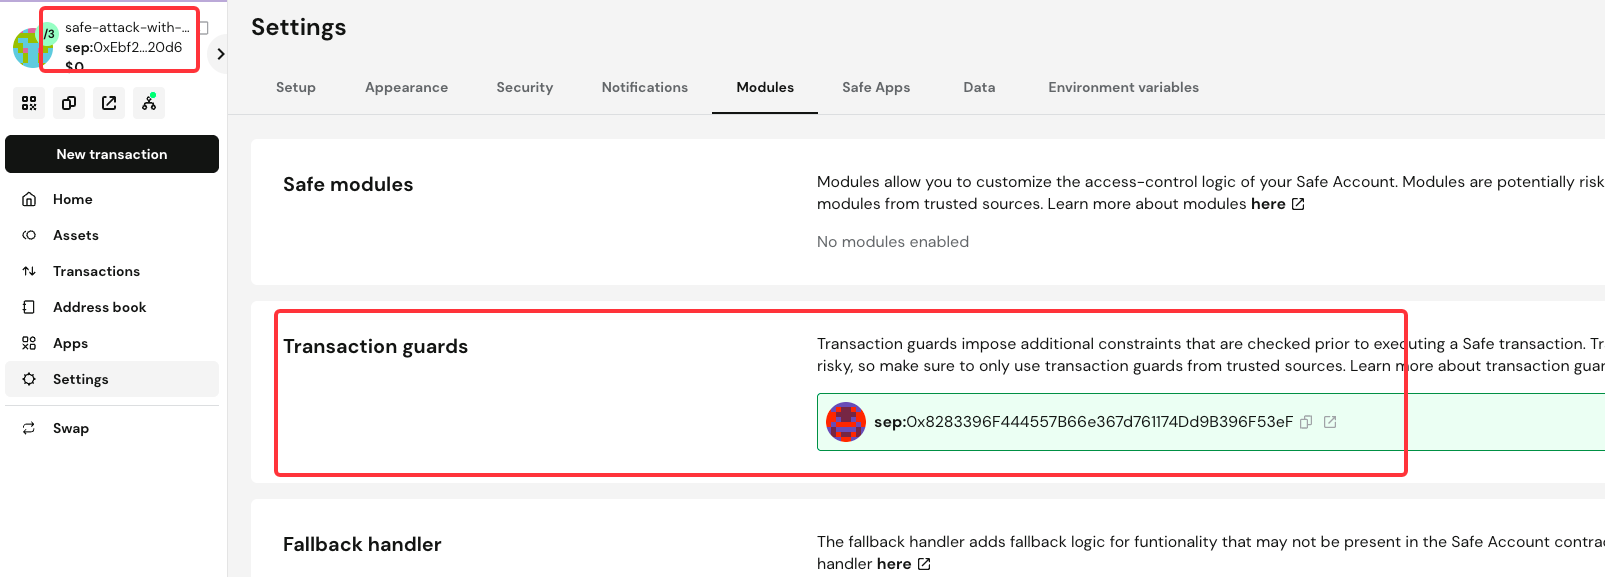 /3
safe-attack-with-...
sep:0xEbf2...20d6
$0
New transaction
Home
Assets
Transactions
Address book
Apps
Settings
Swap
Settings
Setup
Appearance
Security
Notifications
Modules
Safe Apps
Data
Environment variables
Safe modules
Modules allow you to customize the access-control logic of your Safe Account. Modules are potentially risk
modules from trusted sources. Learn more about modules here
No modules enabled
Transaction guards
Transaction guards impose additional constraints that are checked prior to executing a Safe transaction. Tr
risky, so make sure to only use transaction guards from trusted sources. Learn more about transaction guar
sep:0x8283396F444557B66e367d761174Dd9B396F53eF
Fallback handler
The fallback handler adds fallback logic for funtionality that may not be present in the Safe Account contrac
handler here